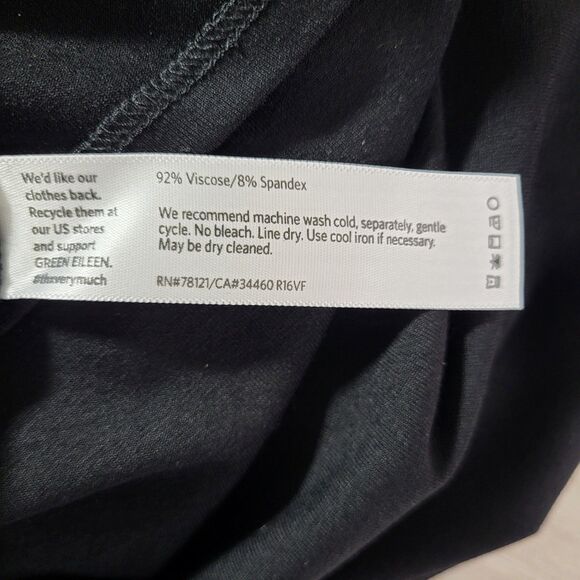 We'd like our
clothes back.
Recycle them at
our US stores
and support
GREEN EILEEN.
92% Viscose/8% Spandex
We recommend machine wash cold, separately, gentle
cycle. No bleach. Line dry. Use cool iron if necessary.
May be dry cleaned.
RN#78121/CA#34460 R16VF